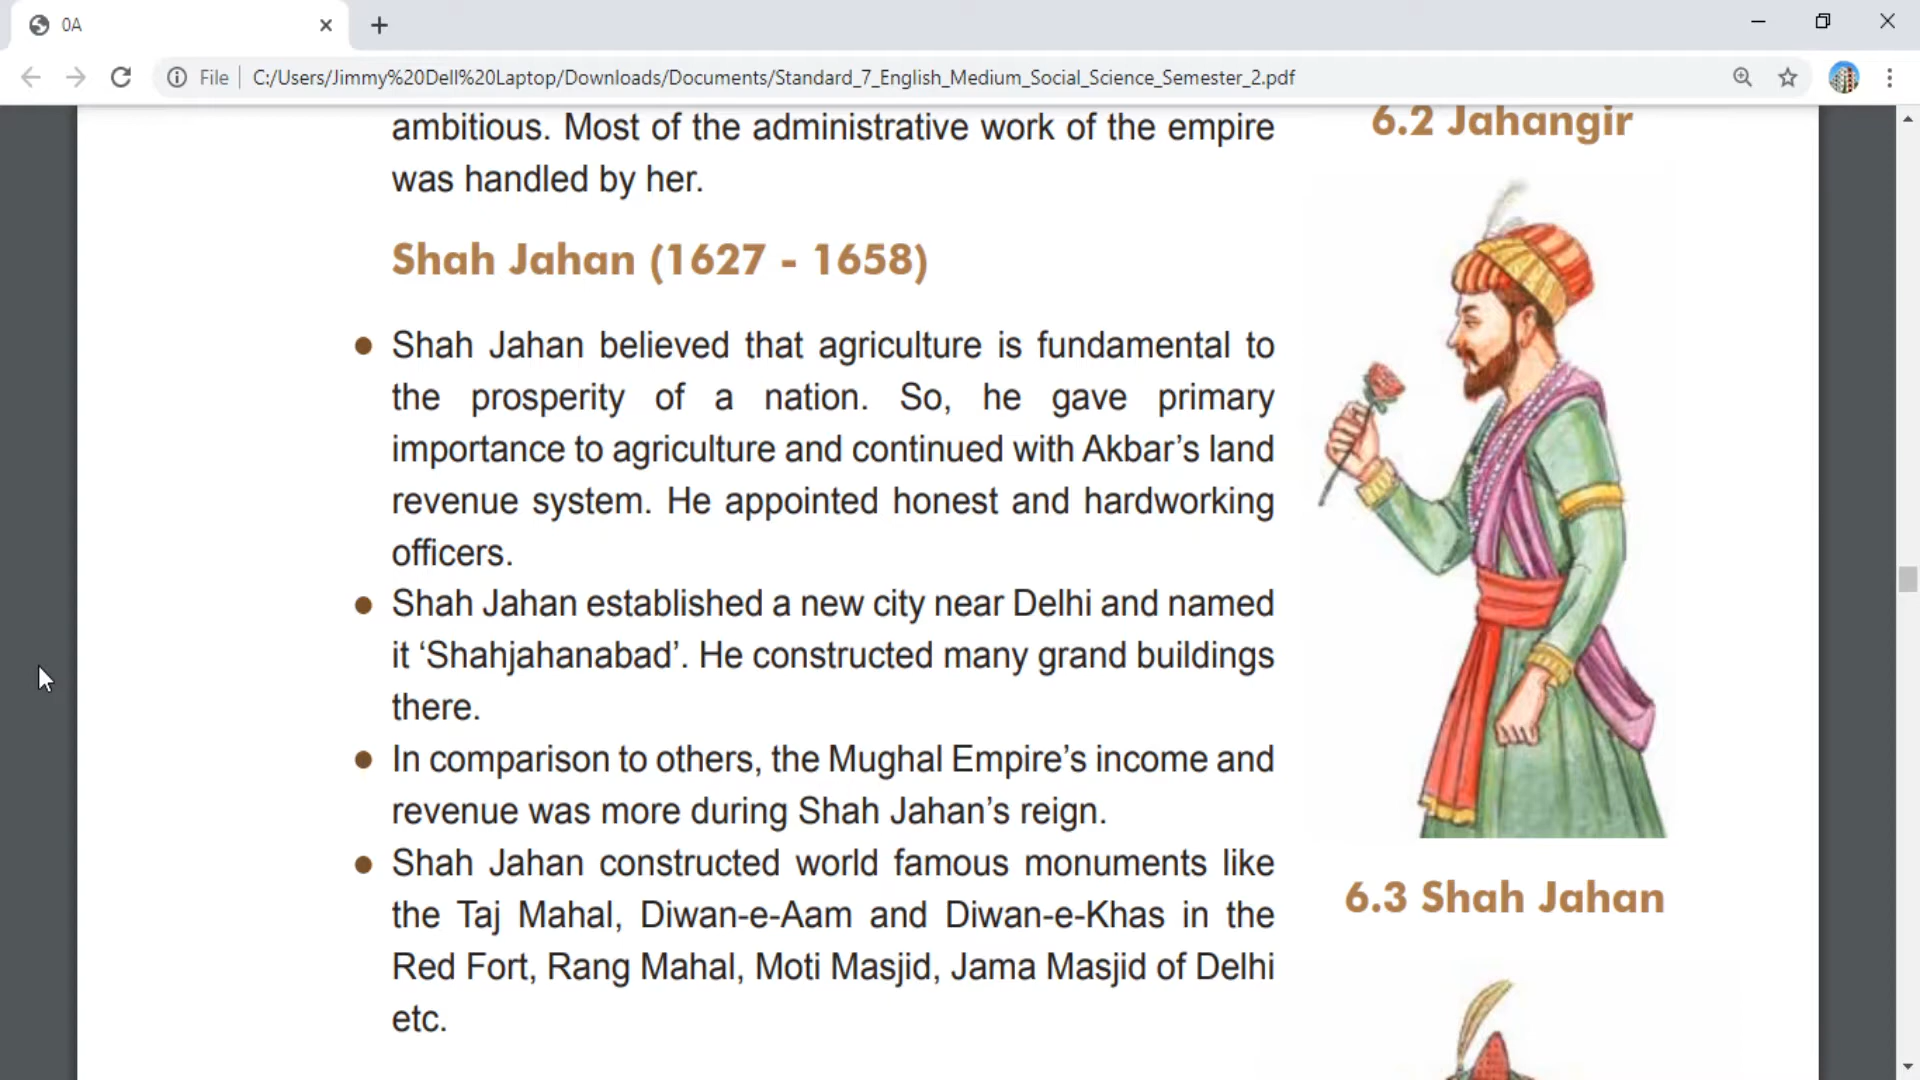 0A
File
C:/Users/Jimmy%20Dell%20Laptop/Downloads/Documents/Standard_7_English_Medium_Social_Science_Semester_2.pdf
ambitious. Most of the administrative work of the empire
was handled by her.
6.2 Jahangir
Shah Jahan (1627 - 1658)
● Shah Jahan believed that agriculture is fundamental to
the prosperity of a nation. So, he gave primary
importance to agriculture and continued with Akbar’s land
revenue system. He appointed honest and hardworking
officers.
● Shah Jahan established a new city near Delhi and named
it ‘Shahjahanabad’. He constructed many grand buildings
there.
● In comparison to others, the Mughal Empire’s income and
revenue was more during Shah Jahan’s reign.
● Shah Jahan constructed world famous monuments like
the Taj Mahal, Diwan-e-Aam and Diwan-e-Khas in the
Red Fort, Rang Mahal, Moti Masjid, Jama Masjid of Delhi
etc.
6.3 Shah Jahan